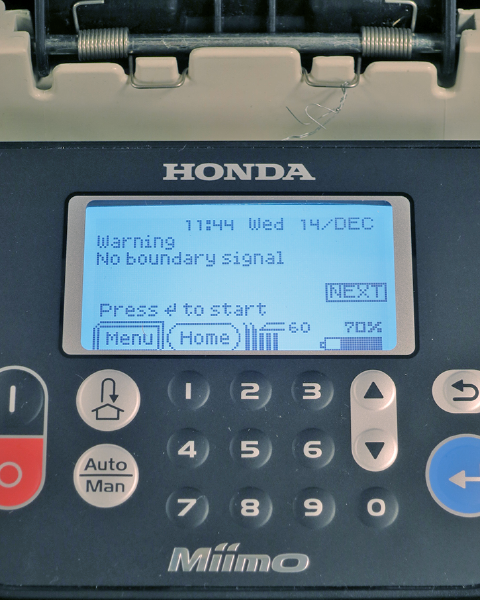 HONDA
11:44 Wed 14/DEC
Warning
No boundary signal
NEXT
Press ↲ to start
Menu Home 60 70%
1 2 3
Auto 4 5 6
Man
7 8 9 0
Miimo